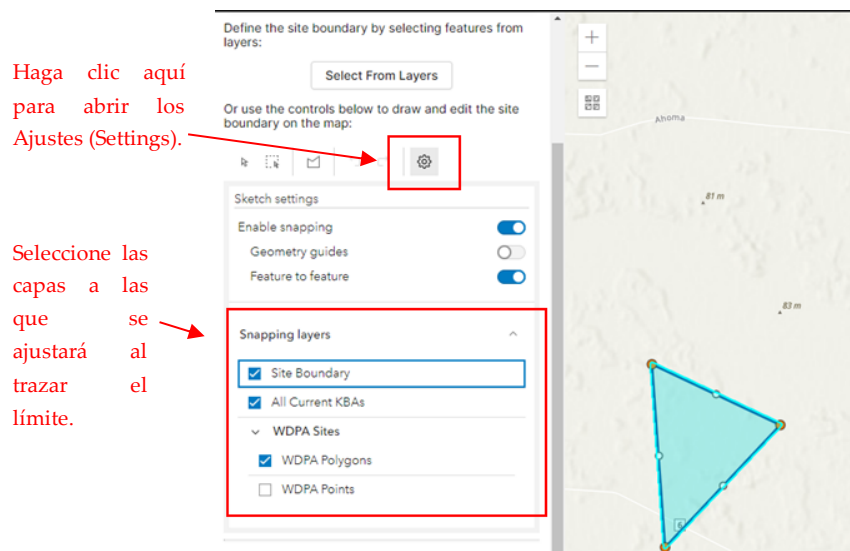 Define the site boundary by selecting features from
layers:
Select From Layers
Haga clic aquí
para abrir los
Ajustes (Settings).
Or use the controls below to draw and edit the site
boundary on the map:
Sketch settings
Enable snapping
Geometry guides
Feature to feature
Seleccione las
capas a las
que se
ajustará al
trazar el
límite.
Snapping layers
Site Boundary
All Current KBAs
WDPA Sites
WDPA Polygons
WDPA Points
Ahoma
81 m
83 m
6